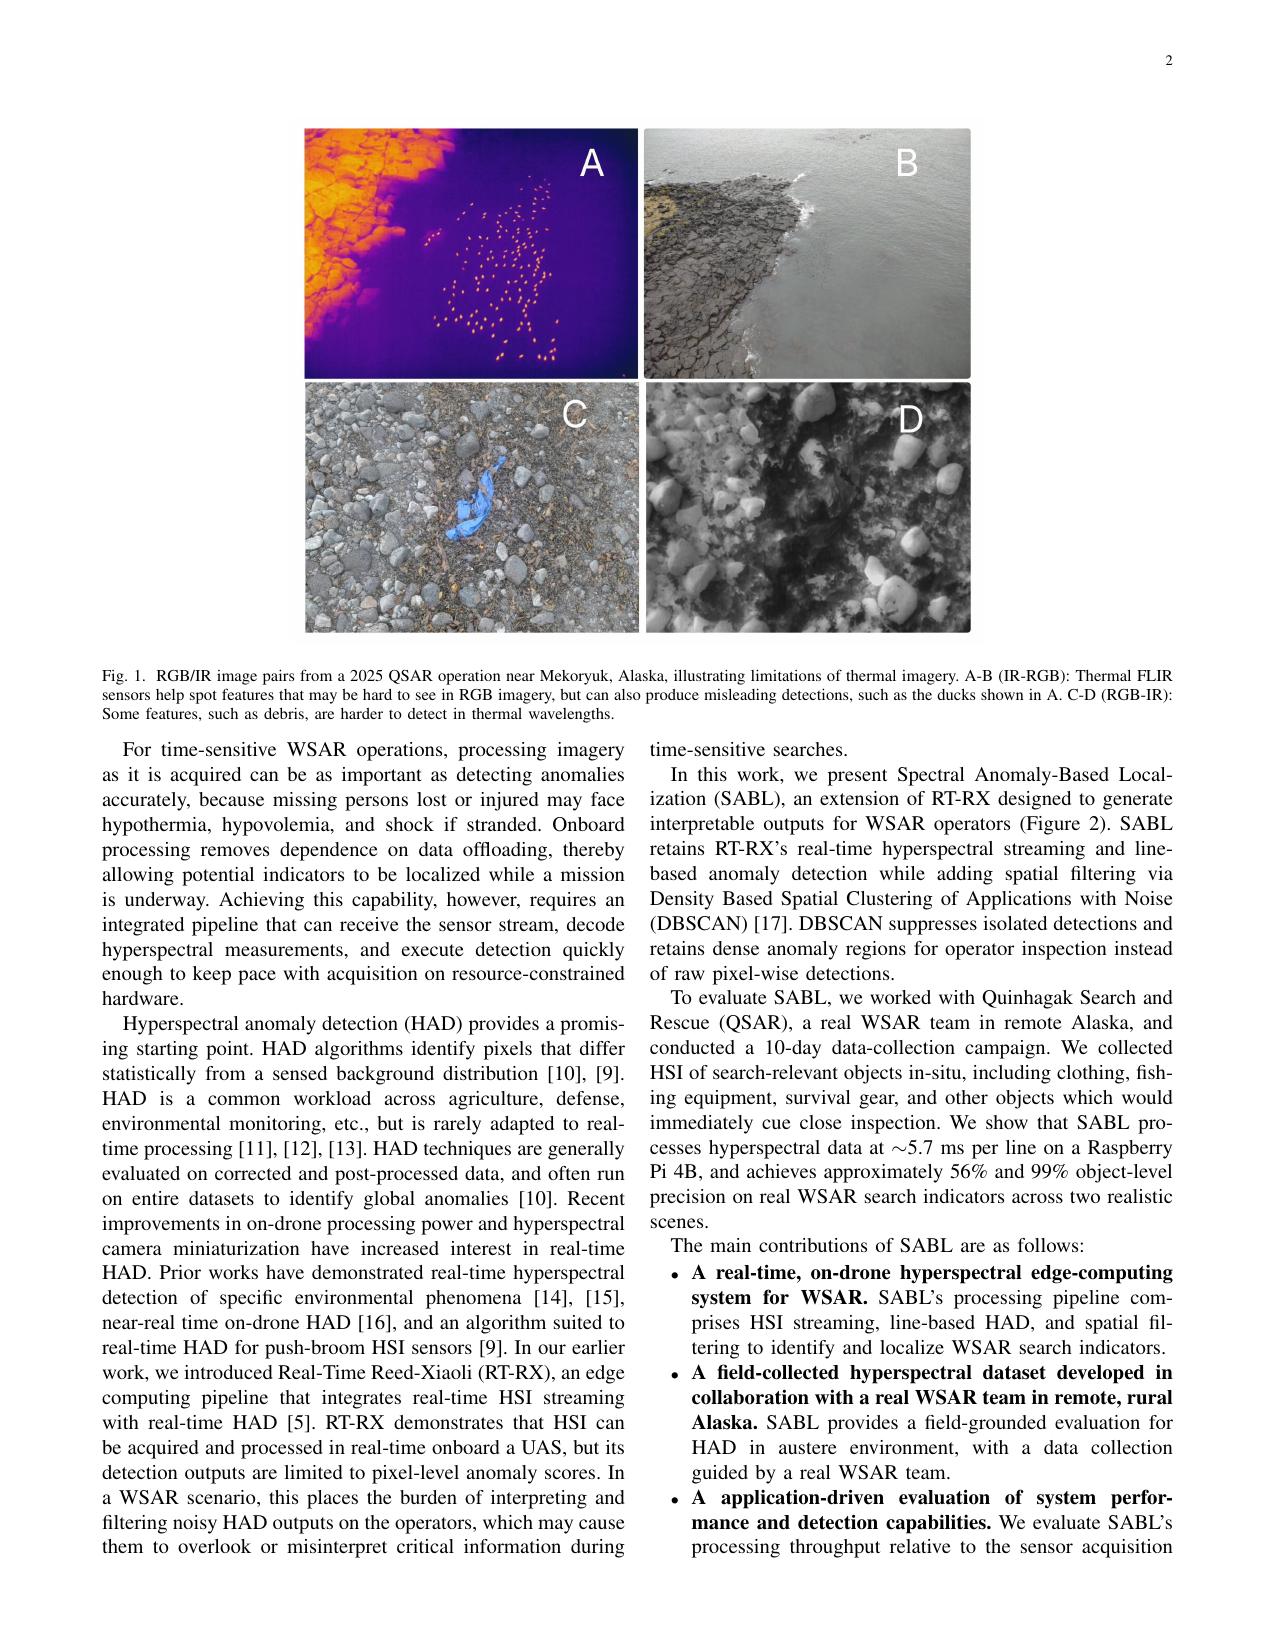 2
A
B
C
D
Fig. 1. RGB/IR image pairs from a 2025 QSAR operation near Mekoryuk, Alaska, illustrating limitations of thermal imagery. A-B (IR-RGB): Thermal FLIR
sensors help spot features that may be hard to see in RGB imagery, but can also produce misleading detections, such as the ducks shown in A. C-D (RGB-IR):
Some features, such as debris, are harder to detect in thermal wavelengths.
For time-sensitive WSAR operations, processing imagery
as it is acquired can be as important as detecting anomalies
accurately, because missing persons lost or injured may face
hypothermia, hypovolemia, and shock if stranded. Onboard
processing removes dependence on data offloading, thereby
allowing potential indicators to be localized while a mission
is underway. Achieving this capability, however, requires an
integrated pipeline that can receive the sensor stream, decode
hyperspectral measurements, and execute detection quickly
enough to keep pace with acquisition on resource-constrained
hardware.
Hyperspectral anomaly detection (HAD) provides a promis-
ing starting point. HAD algorithms identify pixels that differ
statistically from a sensed background distribution [10], [9].
HAD is a common workload across agriculture, defense,
environmental monitoring, etc., but is rarely adapted to real-
time processing [11], [12], [13]. HAD techniques are generally
evaluated on corrected and post-processed data, and often run
on entire datasets to identify global anomalies [10]. Recent
improvements in on-drone processing power and hyperspectral
camera miniaturization have increased interest in real-time
HAD. Prior works have demonstrated real-time hyperspectral
detection of specific environmental phenomena [14], [15],
near-real time on-drone HAD [16], and an algorithm suited to
real-time HAD for push-broom HSI sensors [9]. In our earlier
work, we introduced Real-Time Reed-Xiaoli (RT-RX), an edge
computing pipeline that integrates real-time HSI streaming
with real-time HAD [5]. RT-RX demonstrates that HSI can
be acquired and processed in real-time onboard a UAS, but its
detection outputs are limited to pixel-level anomaly scores. In
a WSAR scenario, this places the burden of interpreting and
filtering noisy HAD outputs on the operators, which may cause
them to overlook or misinterpret critical information during
time-sensitive searches.
In this work, we present Spectral Anomaly-Based Local-
ization (SABL), an extension of RT-RX designed to generate
interpretable outputs for WSAR operators (Figure 2). SABL
retains RT-RX's real-time hyperspectral streaming and line-
based anomaly detection while adding spatial filtering via
Density Based Spatial Clustering of Applications with Noise
(DBSCAN) [17]. DBSCAN suppresses isolated detections and
retains dense anomaly regions for operator inspection instead
of raw pixel-wise detections.
To evaluate SABL, we worked with Quinhagak Search and
Rescue (QSAR), a real WSAR team in remote Alaska, and
conducted a 10-day data-collection campaign. We collected
HSI of search-relevant objects in-situ, including clothing, fish-
ing equipment, survival gear, and other objects which would
immediately cue close inspection. We show that SABL pro-
cesses hyperspectral data at ∼5.7 ms per line on a Raspberry
Pi 4B, and achieves approximately 56% and 99% object-level
precision on real WSAR search indicators across two realistic
scenes.
The main contributions of SABL are as follows:
• A real-time, on-drone hyperspectral edge-computing
system for WSAR. SABL's processing pipeline com-
prises HSI streaming, line-based HAD, and spatial fil-
tering to identify and localize WSAR search indicators.
• A field-collected hyperspectral dataset developed in
collaboration with a real WSAR team in remote, rural
Alaska. SABL provides a field-grounded evaluation for
HAD in austere environment, with a data collection
guided by a real WSAR team.
• A application-driven evaluation of system perfor-
mance and detection capabilities. We evaluate SABL's
processing throughput relative to the sensor acquisition